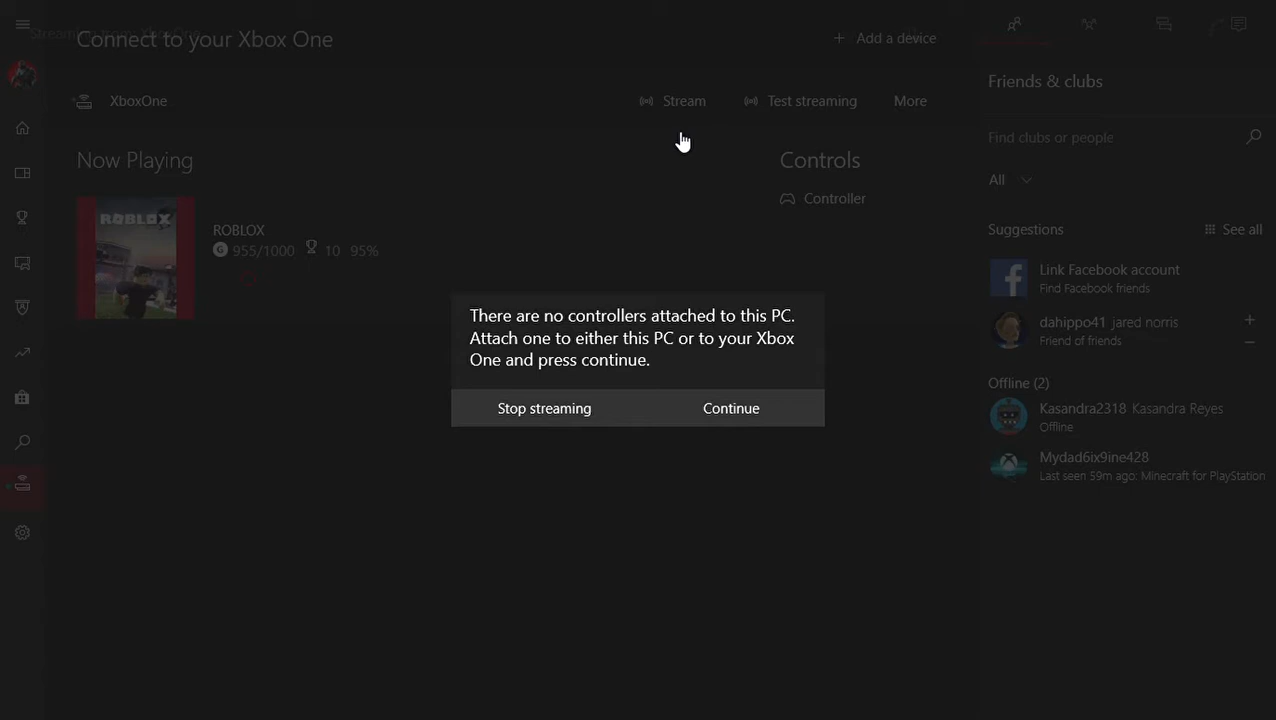 Connect to your Xbox One
Streaming from XboxOne
+ Add a device
XboxOne
Stream
Test streaming
More
Now Playing
Controls
Controller
ROBLOX
ROBLOX
G 955/1000 10 95%
There are no controllers attached to this PC.
Attach one to either this PC or to your Xbox
One and press continue.
Stop streaming
Continue
Friends & clubs
Find clubs or people
All
Suggestions
See all
Link Facebook account
Find Facebook friends
dahippo41 jared norris
Friend of friends
Offline (2)
Kasandra2318 Kasandra Reyes
Offline
Mydad6ix9ine428
Last seen 59m ago: Minecraft for PlayStation